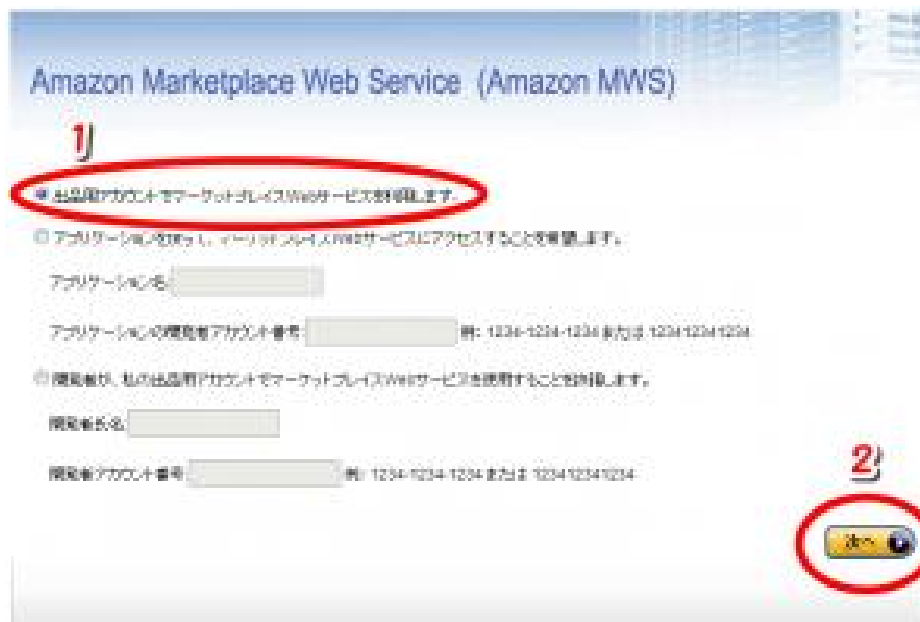 Amazon Marketplace Web Service (Amazon MWS)
1)
出品用アカウントでマーケットプレイスWebサービスを利用します。
アプリケーションを使って、マーケットプレイスWebサービスにアクセスすることを希望します。
アプリケーション名:
アプリケーションの開発者アカウント番号: 例: 1234-1234-1234 または 123412341234
開発者が、私の出品用アカウントでマーケットプレイスWebサービスを使用することを許可します。
開発者氏名:
開発者アカウント番号: 例: 1234-1234-1234 または 123412341234
2)
次へ